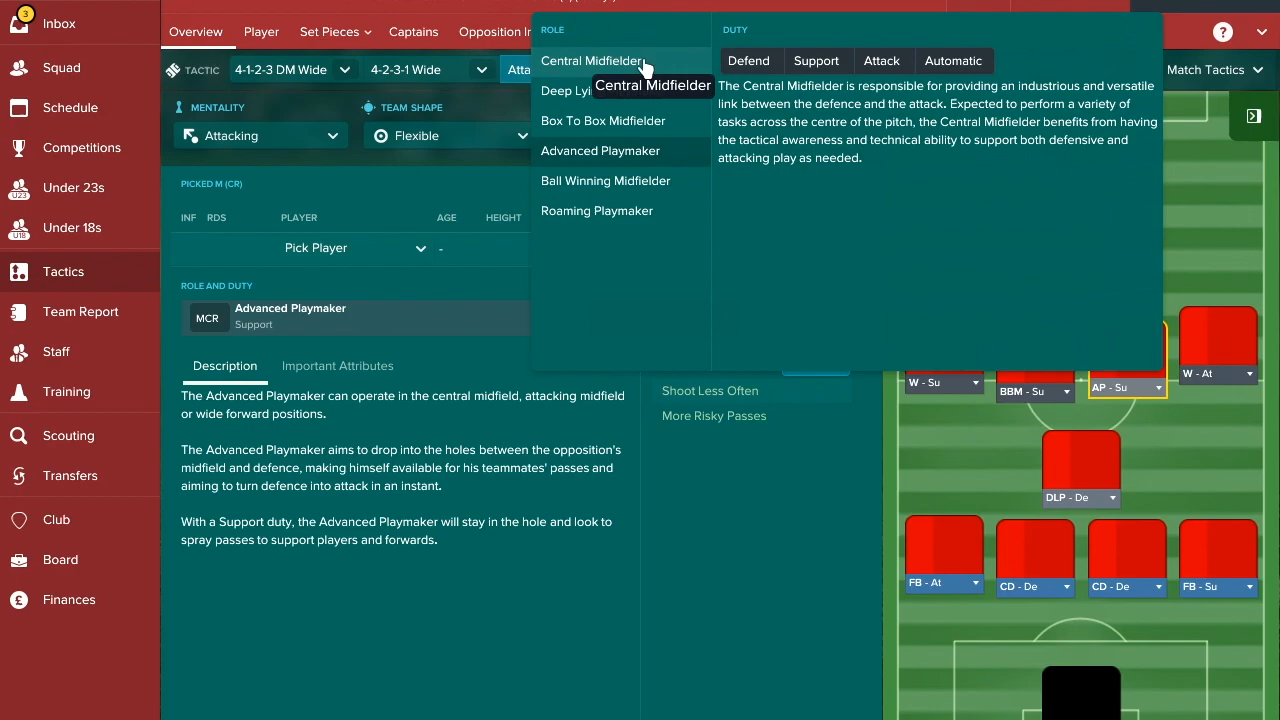 3
Inbox
Squad
Schedule
Competitions
U23
Under 23s
U18
Under 18s
Tactics
Team Report
Staff
Training
Scouting
Transfers
Club
Board
Finances
Overview
Player
Set Pieces
Captains
Opposition In
?
TACTIC
4-1-2-3 DM Wide
4-2-3-1 Wide
Atta
Match Tactics
MENTALITY
TEAM SHAPE
Attacking
Flexible
PICKED M (CR)
INF RDS PLAYER AGE HEIGHT
Pick Player -
ROLE AND DUTY
MCR
Advanced Playmaker
Support
Description
Important Attributes
The Advanced Playmaker can operate in the central midfield, attacking midfield
or wide forward positions.
The Advanced Playmaker aims to drop into the holes between the opposition's
midfield and defence, making himself available for his teammates' passes and
aiming to turn defence into attack in an instant.
With a Support duty, the Advanced Playmaker will stay in the hole and look to
spray passes to support players and forwards.
ROLE
Central Midfielder
Deep Lyi
Central Midfielder
Box To Box Midfielder
Advanced Playmaker
Ball Winning Midfielder
Roaming Playmaker
DUTY
Defend Support Attack Automatic
The Central Midfielder is responsible for providing an industrious and versatile
link between the defence and the attack. Expected to perform a variety of
tasks across the centre of the pitch, the Central Midfielder benefits from having
the tactical awareness and technical ability to support both defensive and
attacking play as needed.
Shoot Less Often
More Risky Passes
W - Su
BBM - Su
AP - Su
W - At
DLP - De
FB - At
CD - De
CD - De
FB - Su